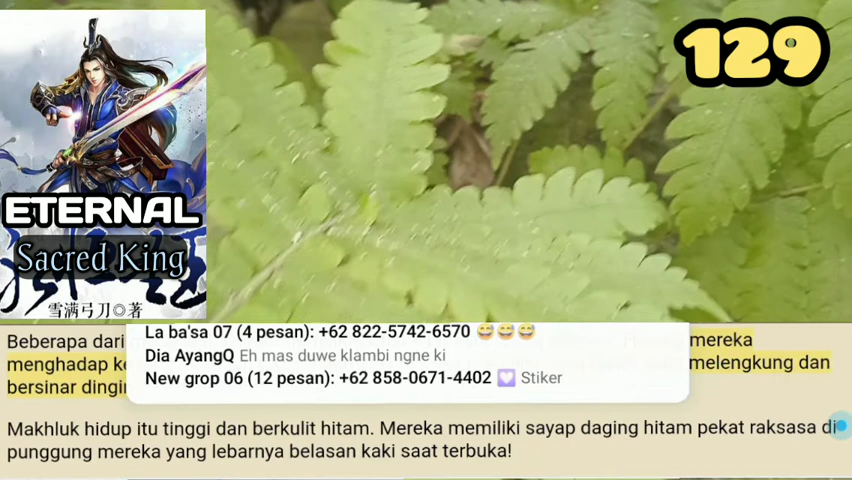 129
ETERNAL
Sacred King
雪满弓刀◎著
La ba'sa 07 (4 pesan): +62 822-5742-6570 😅😅😅
Dia AyangQ Eh mas duwe klambi ngne ki
New grop 06 (12 pesan): +62 858-0671-4402 💟 Stiker
Beberapa dari mereka
menghadap ke melengkung dan
bersinar dingin
Makhluk hidup itu tinggi dan berkulit hitam. Mereka memiliki sayap daging hitam pekat raksasa di
punggung mereka yang lebarnya belasan kaki saat terbuka!